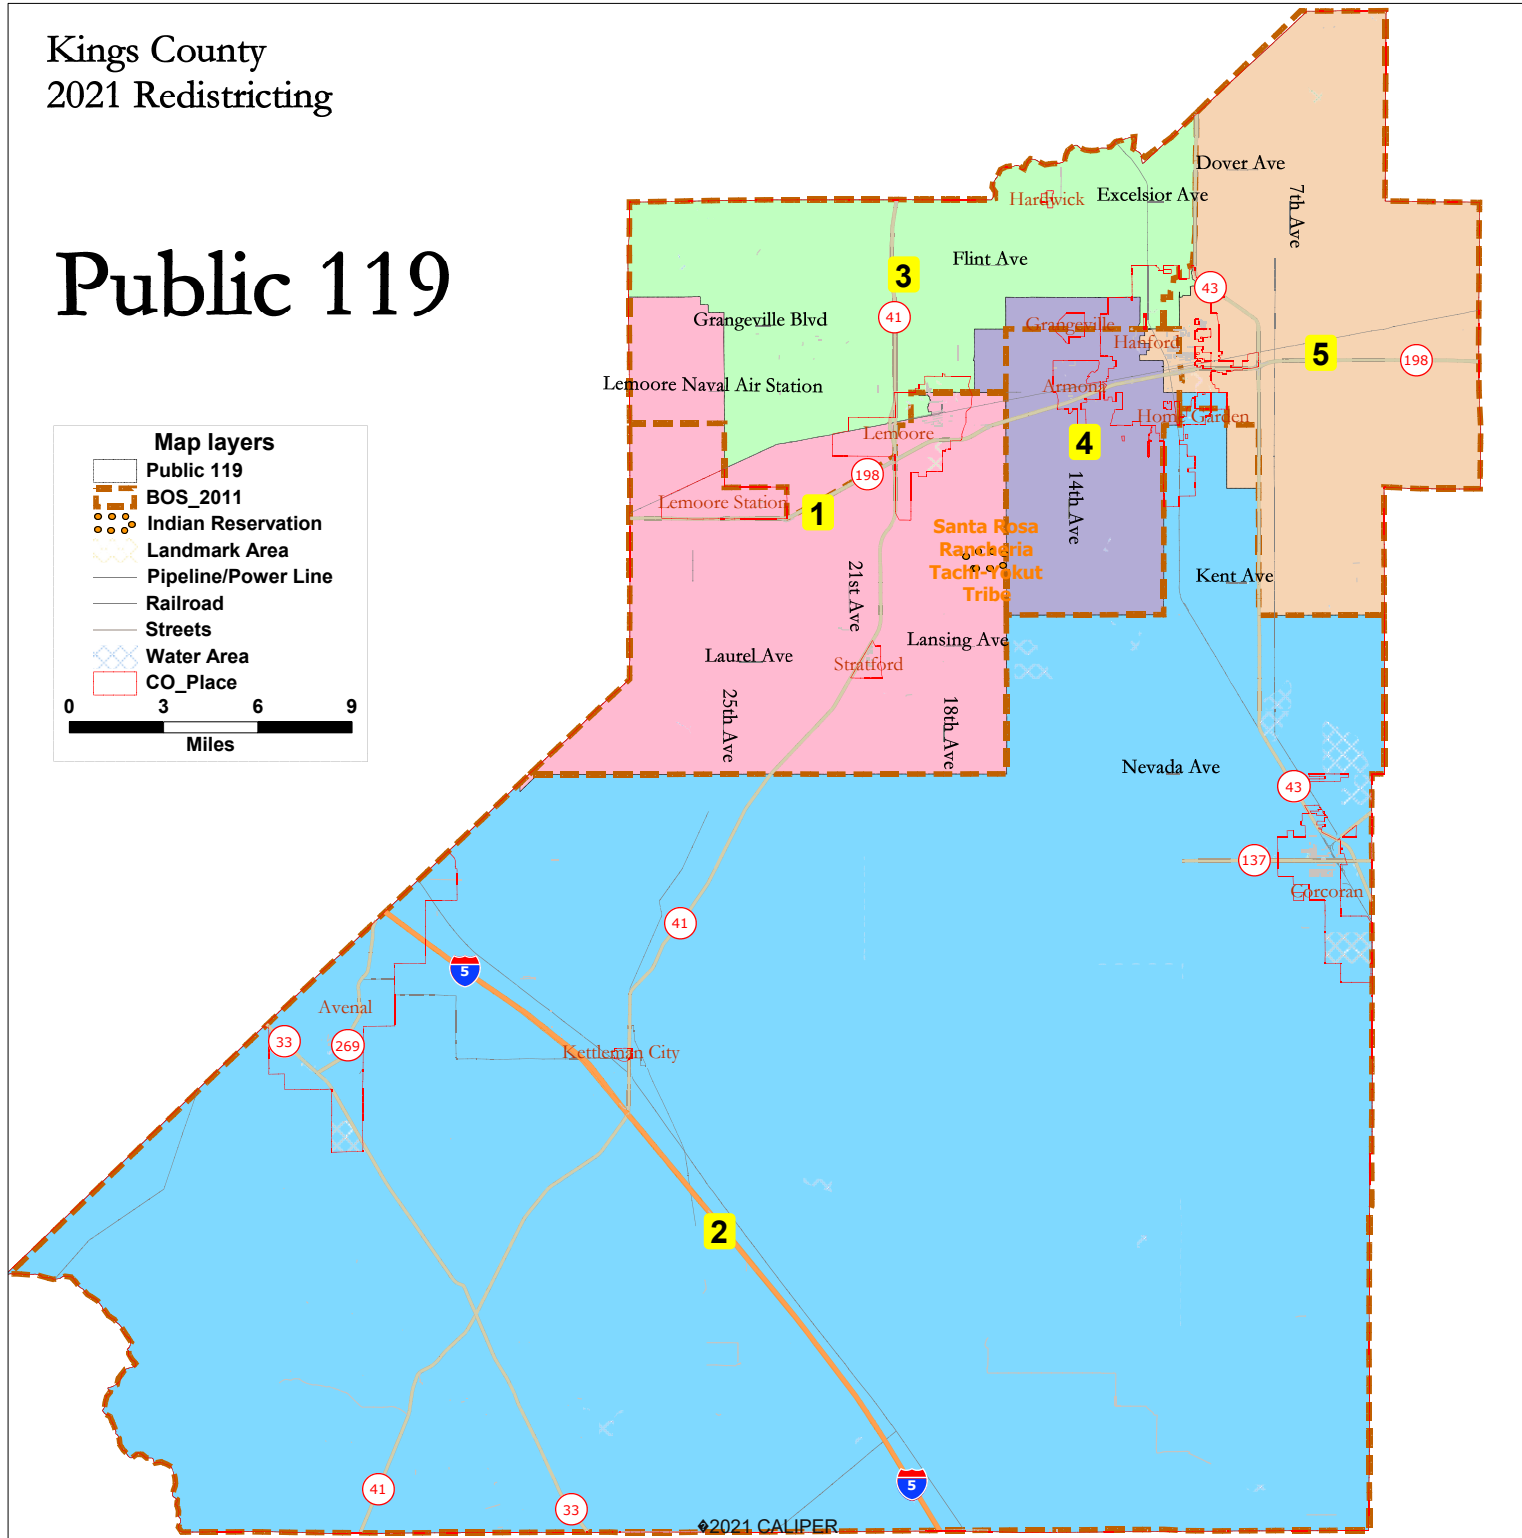 Kings County
2021 Redistricting
Public 119
Map layers
Public 119
BOS_2011
Indian Reservation
Landmark Area
Pipeline/Power Line
Railroad
Streets
Water Area
CO_Place
0 3 6 9
Miles
Dover Ave
Excelsior Ave
7th Ave
Hardwick
Flint Ave
3
43
41
Grangeville Blvd
Grangeville
Hanford
5
198
Lemoore Naval Air Station
Armona
Home Garden
Lemoore
4
198
14th Ave
Lemoore Station
1
Santa Rosa
Rancheria
Tachi-Yokut
Tribe
21st Ave
Kent Ave
Lansing Ave
Laurel Ave
Stratford
25th Ave
18th Ave
Nevada Ave
43
137
Corcoran
41
5
Avenal
33
269
Kettleman City
2
41
33
5
�2021 CALIPER